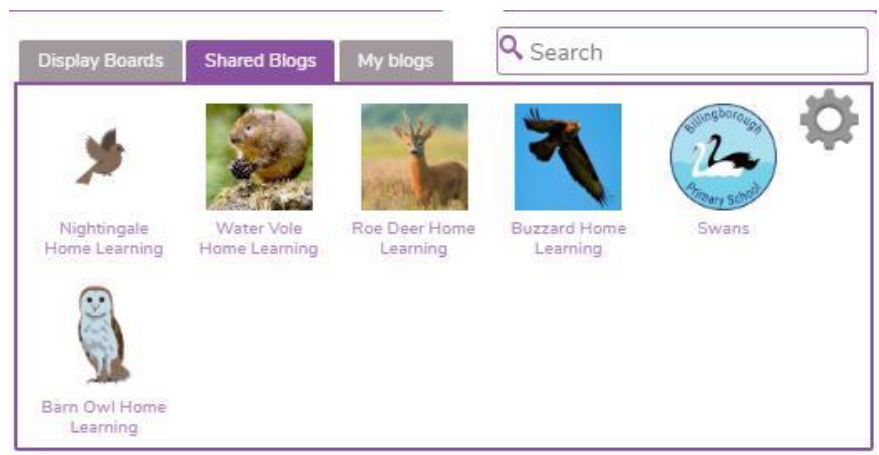 Display Boards
Shared Blogs
My blogs
Search
Billingborough
Primary School
Nightingale
Home Learning
Water Vole
Home Learning
Roe Deer Home
Learning
Buzzard Home
Learning
Swans
Barn Owl Home
Learning